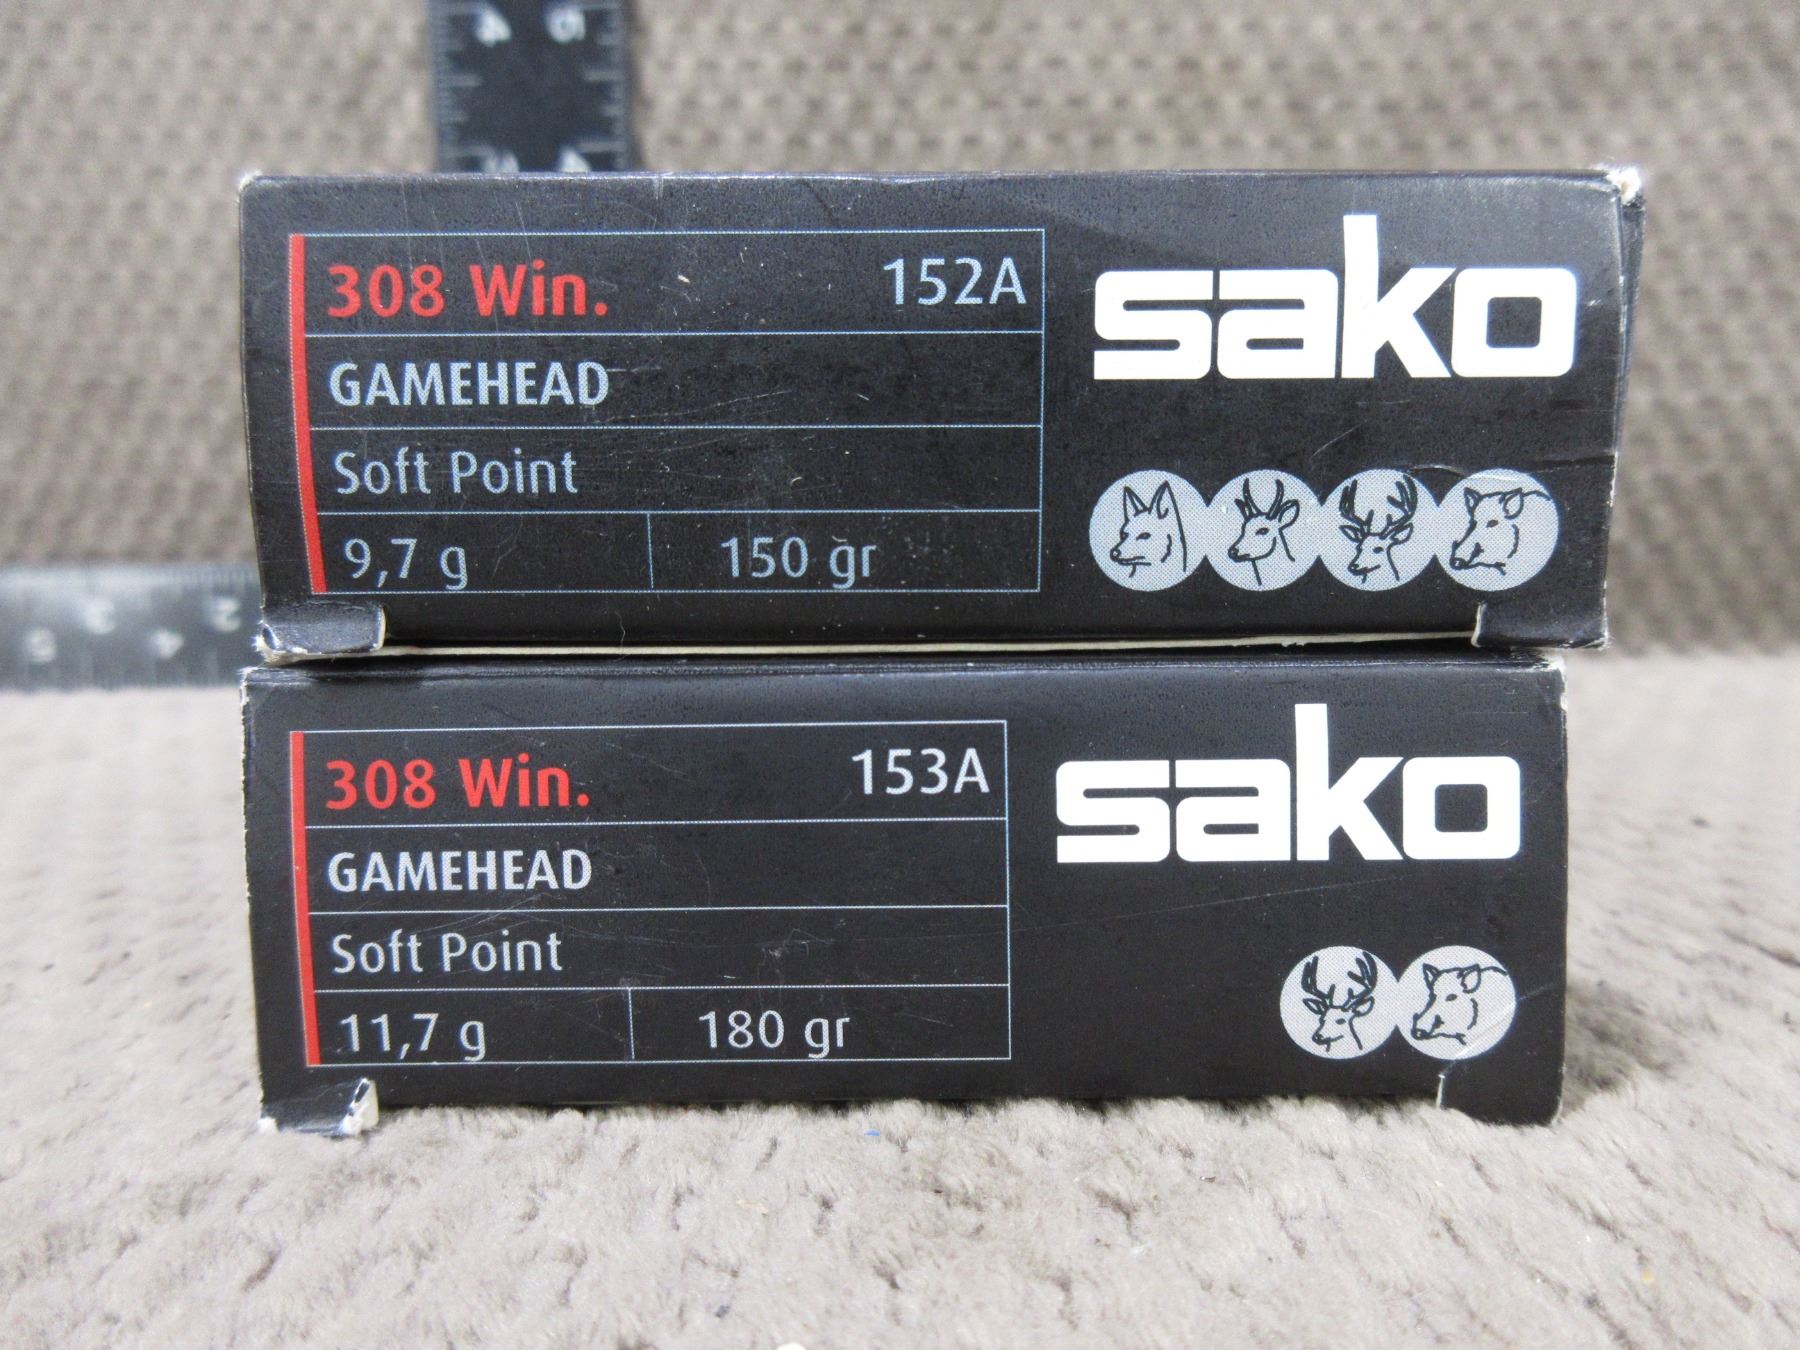 308 Win. 152A
GAMEHEAD
Soft Point
9,7 g 150 gr
sako
308 Win. 153A
GAMEHEAD
Soft Point
11,7 g 180 gr
sako